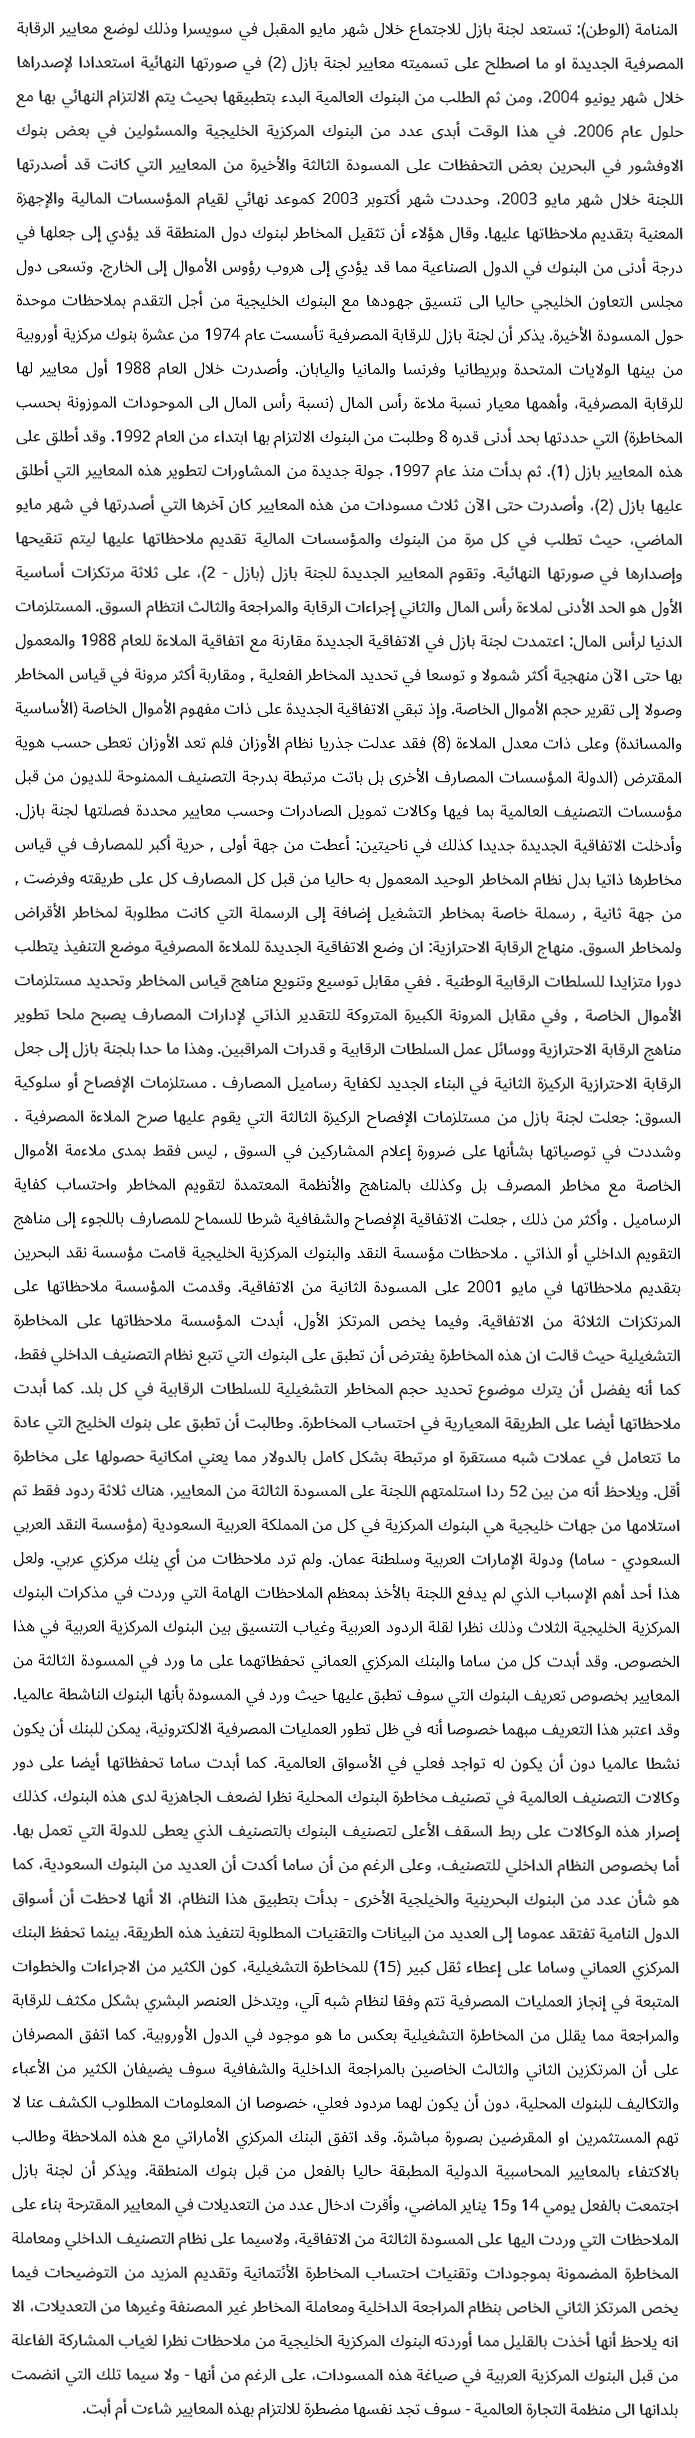 المنامة (الوطن): تستعد لجنة بازل للاجتماع خلال شهر مايو المقبل في سويسرا وذلك لوضع معايير الرقابة
المصرفية الجديدة او ما اصطلح على تسميته معايير لجنة بازل (2) في صورتها النهائية استعدادا لإصدراها
خلال شهر يونيو 2004، ومن ثم الطلب من البنوك العالمية البدء بتطبيقها بحيث يتم الالتزام النهائي بها مع
حلول عام 2006. في هذا الوقت أبدى عدد من البنوك المركزية الخليجية والمسئولين في بعض بنوك
الاوفشور في البحرين بعض التحفظات على المسودة الثالثة والأخيرة من المعايير التي كانت قد أصدرتها
اللجنة خلال شهر مايو 2003، وحددت شهر أكتوبر 2003 كموعد نهائي لقيام المؤسسات المالية والإجهزة
المعنية بتقديم ملاحظاتها عليها. وقال هؤلاء أن تثقيل المخاطر لبنوك دول المنطقة قد يؤدي إلى جعلها في
درجة أدنى من البنوك في الدول الصناعية مما قد يؤدي إلى هروب رؤوس الأموال إلى الخارج. وتسعى دول
مجلس التعاون الخليجي حاليا الى تنسيق جهودها مع البنوك الخليجية من أجل التقدم بملاحظات موحدة
حول المسودة الأخيرة. يذكر أن لجنة بازل للرقابة المصرفية تأسست عام 1974 من عشرة بنوك مركزية أوروبية
من بينها الولايات المتحدة وبريطانيا وفرنسا والمانيا واليابان. وأصدرت خلال العام 1988 أول معايير لها
للرقابة المصرفية، وأهمها معيار نسبة ملاءة رأس المال (نسبة رأس المال الى الموحودات الموزونة بحسب
المخاطرة) التي حددتها بحد أدنى قدره 8 وطلبت من البنوك الالتزام بها ابتداء من العام 1992. وقد أطلق على
هذه المعايير بازل (1). ثم بدأت منذ عام 1997، جولة جديدة من المشاورات لتطوير هذه المعايير التي أطلق
عليها بازل (2)، وأصدرت حتى الآن ثلاث مسودات من هذه المعايير كان آخرها التي أصدرتها في شهر مايو
الماضي، حيث تطلب في كل مرة من البنوك والمؤسسات المالية تقديم ملاحظاتها عليها ليتم تنقيحها
وإصدارها في صورتها النهائية. وتقوم المعايير الجديدة للجنة بازل (بازل - 2)، على ثلاثة مرتكزات أساسية
الأول هو الحد الأدنى لملاءة رأس المال والثاني إجراءات الرقابة والمراجعة والثالث انتظام السوق. المستلزمات
الدنيا لرأس المال: اعتمدت لجنة بازل في الاتفاقية الجديدة مقارنة مع اتفاقية الملاءة للعام 1988 والمعمول
بها حتى الآن منهجية أكثر شمولا و توسعا في تحديد المخاطر الفعلية , ومقاربة أكثر مرونة في قياس المخاطر
وصولا إلى تقرير حجم الأموال الخاصة. وإذ تبقي الاتفاقية الجديدة على ذات مفهوم الأموال الخاصة (الأساسية
والمساندة) وعلى ذات معدل الملاءة (8) فقد عدلت جذريا نظام الأوزان فلم تعد الأوزان تعطى حسب هوية
المقترض (الدولة المؤسسات المصارف الأخرى بل باتت مرتبطة بدرجة التصنيف الممنوحة للديون من قبل
مؤسسات التصنيف العالمية بما فيها وكالات تمويل الصادرات وحسب معايير محددة فصلتها لجنة بازل.
وأدخلت الاتفاقية الجديدة جديدا كذلك في ناحيتين: أعطت من جهة أولى , حرية أكبر للمصارف في قياس
مخاطرها ذاتيا بدل نظام المخاطر الوحيد المعمول به حاليا من قبل كل المصارف كل على طريقته وفرضت ,
من جهة ثانية , رسملة خاصة بمخاطر التشغيل إضافة إلى الرسملة التي كانت مطلوبة لمخاطر الأقراض
ولمخاطر السوق. منهاج الرقابة الاحترازية: ان وضع الاتفاقية الجديدة للملاءة المصرفية موضع التنفيذ يتطلب
دورا متزايدا للسلطات الرقابية الوطنية . ففي مقابل توسيع وتنويع مناهج قياس المخاطر وتحديد مستلزمات
الأموال الخاصة , وفي مقابل المرونة الكبيرة المتروكة للتقدير الذاتي لإدارات المصارف يصبح ملحا تطوير
مناهج الرقابة الاحترازية ووسائل عمل السلطات الرقابية و قدرات المراقبين. وهذا ما حدا بلجنة بازل إلى جعل
الرقابة الاحترازية الركيزة الثانية في البناء الجديد لكفاية رساميل المصارف . مستلزمات الإفصاح أو سلوكية
السوق: جعلت لجنة بازل من مستلزمات الإفصاح الركيزة الثالثة التي يقوم عليها صرح الملاءة المصرفية .
وشددت في توصياتها بشأنها على ضرورة إعلام المشاركين في السوق , ليس فقط بمدى ملاءمة الأموال
الخاصة مع مخاطر المصرف بل وكذلك بالمناهج والأنظمة المعتمدة لتقويم المخاطر واحتساب كفاية
الرساميل . وأكثر من ذلك , جعلت الاتفاقية الإفصاح والشفافية شرطا للسماح للمصارف باللجوء إلى مناهج
التقويم الداخلي أو الذاتي . ملاحظات مؤسسة النقد والبنوك المركزية الخليجية قامت مؤسسة نقد البحرين
بتقديم ملاحظاتها في مايو 2001 على المسودة الثانية من الاتفاقية. وقدمت المؤسسة ملاحظاتها على
المرتكزات الثلاثة من الاتفاقية. وفيما يخص المرتكز الأول، أبدت المؤسسة ملاحظاتها على المخاطرة
التشغيلية حيث قالت ان هذه المخاطرة يفترض أن تطبق على البنوك التي تتبع نظام التصنيف الداخلي فقط،
كما أنه يفضل أن يترك موضوع تحديد حجم المخاطر التشغيلية للسلطات الرقابية في كل بلد. كما أبدت
ملاحظاتها أيضا على الطريقة المعيارية في احتساب المخاطرة. وطالبت أن تطبق على بنوك الخليج التي عادة
ما تتعامل في عملات شبه مستقرة او مرتبطة بشكل كامل بالدولار مما يعني امكانية حصولها على مخاطرة
أقل. ويلاحظ أنه من بين 52 ردا استلمتهم اللجنة على المسودة الثالثة من المعايير، هناك ثلاثة ردود فقط تم
استلامها من جهات خليجية هي البنوك المركزية في كل من المملكة العربية السعودية (مؤسسة النقد العربي
السعودي - ساما) ودولة الإمارات العربية وسلطنة عمان. ولم ترد ملاحظات من أي ينك مركزي عربي. ولعل
هذا أحد أهم الإسباب الذي لم يدفع اللجنة بالأخذ بمعظم الملاحظات الهامة التي وردت في مذكرات البنوك
المركزية الخليجية الثلاث وذلك نظرا لقلة الردود العربية وغياب التنسيق بين البنوك المركزية العربية في هذا
الخصوص. وقد أبدت كل من ساما والبنك المركزي العماني تحفظاتهما على ما ورد في المسودة الثالثة من
المعايير بخصوص تعريف البنوك التي سوف تطبق عليها حيث ورد في المسودة بأنها البنوك الناشطة عالميا.
وقد اعتبر هذا التعريف مبهما خصوصا أنه في ظل تطور العمليات المصرفية الالكترونية، يمكن للبنك أن يكون
نشطا عالميا دون أن يكون له تواجد فعلي في الأسواق العالمية. كما أبدت ساما تحفظاتها أيضا على دور
وكالات التصنيف العالمية في تصنيف مخاطرة البنوك المحلية نظرا لضعف الجاهزية لدى هذه البنوك، كذلك
إصرار هذه الوكالات على ربط السقف الأعلى لتصنيف البنوك بالتصنيف الذي يعطى للدولة التي تعمل بها.
أما بخصوص النظام الداخلي للتصنيف، وعلى الرغم من أن ساما أكدت أن العديد من البنوك السعودية، كما
هو شأن عدد من البنوك البحرينية والخيلجية الأخرى - بدأت بتطبيق هذا النظام، الا أنها لاحظت أن أسواق
الدول النامية تفتقد عموما إلى العديد من البيانات والتقنيات المطلوبة لتنفيذ هذه الطريقة. بينما تحفظ البنك
المركزي العماني وساما على إعطاء ثقل كبير (15) للمخاطرة التشغيلية، كون الكثير من الاجراءات والخطوات
المتبعة في إنجاز العمليات المصرفية تتم وفقا لنظام شبه آلي، ويتدخل العنصر البشري بشكل مكثف للرقابة
والمراجعة مما يقلل من المخاطرة التشغيلية بعكس ما هو موجود في الدول الأوروبية. كما اتفق المصرفان
على أن المرتكزين الثاني والثالث الخاصين بالمراجعة الداخلية والشفافية سوف يضيفان الكثير من الأعباء
والتكاليف للبنوك المحلية، دون أن يكون لهما مردود فعلي، خصوصا ان المعلومات المطلوب الكشف عنا لا
تهم المستثمرين او المقرضين بصورة مباشرة. وقد اتفق البنك المركزي الأماراتي مع هذه الملاحظة وطالب
بالاكتفاء بالمعايير المحاسبية الدولية المطبقة حاليا بالفعل من قبل بنوك المنطقة. ويذكر أن لجنة بازل
اجتمعت بالفعل يومي 14 و15 يناير الماضي، وأقرت ادخال عدد من التعديلات في المعايير المقترحة بناء على
الملاحظات التي وردت اليها على المسودة الثالثة من الاتفاقية، ولاسيما على نظام التصنيف الداخلي ومعاملة
المخاطرة المضمونة بموجودات وتقنيات احتساب المخاطرة الأئتمانية وتقديم المزيد من التوضيحات فيما
يخص المرتكز الثاني الخاص بنظام المراجعة الداخلية ومعاملة المخاطر غير المصنفة وغيرها من التعديلات، الا
انه يلاحظ أنها أخذت بالقليل مما أوردته البنوك المركزية الخليجية من ملاحظات نظرا لغياب المشاركة الفاعلة
من قبل البنوك المركزية العربية في صياغة هذه المسودات، على الرغم من أنها - ولا سيما تلك التي انضمت
بلدانها الى منظمة التجارة العالمية - سوف تجد نفسها مضطرة للالتزام بهذه المعايير شاءت أم أبت.